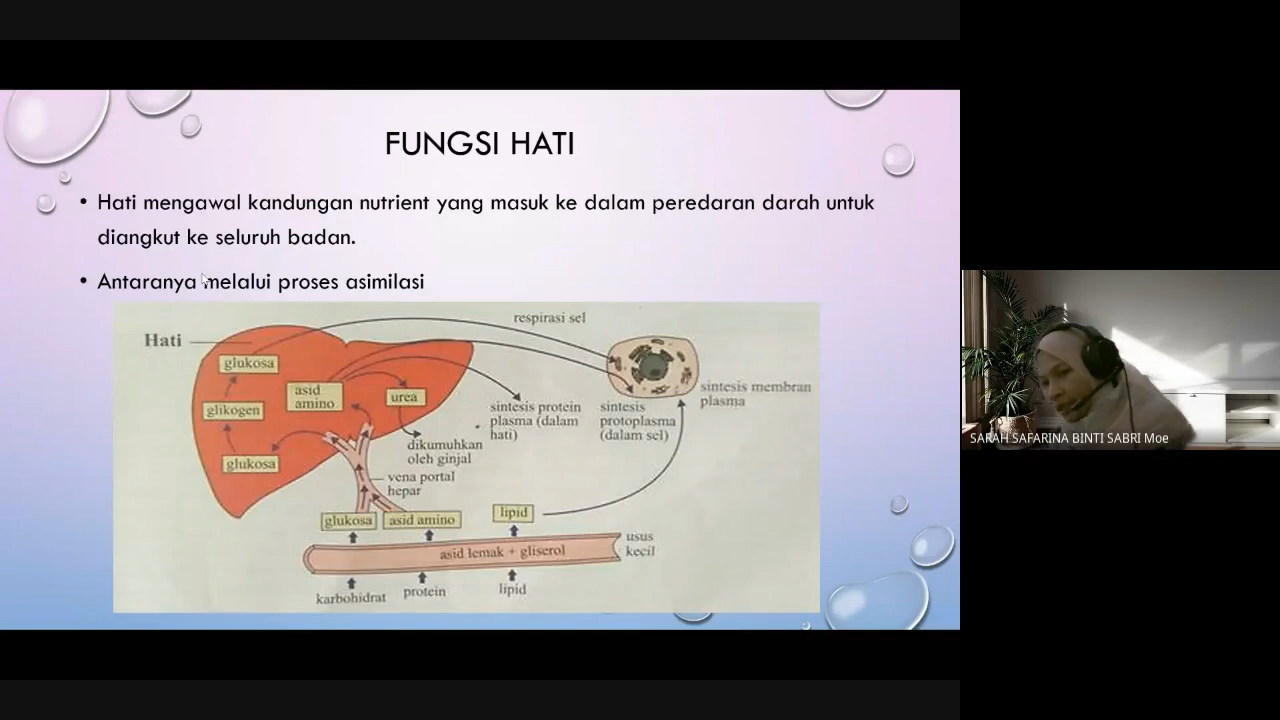 FUNGSI HATI
• Hati mengawal kandungan nutrient yang masuk ke dalam peredaran darah untuk
diangkut ke seluruh badan.
• Antaranya melalui proses asimilasi
respirasi sel
Hati
glukosa
asid
amino
urea
glikogen
glukosa
sintesis membran
plasma
sintesis protein
plasma (dalam
hati)
sintesis
protoplasma
(dalam sel)
dikumuhkan
oleh ginjal
vena portal
hepar
glukosa
asid amino
lipid
usus
kecil
asid lemak + gliserol
karbohidrat
protein
lipid
SARAH SAFARINA BINTI SABRI Moe